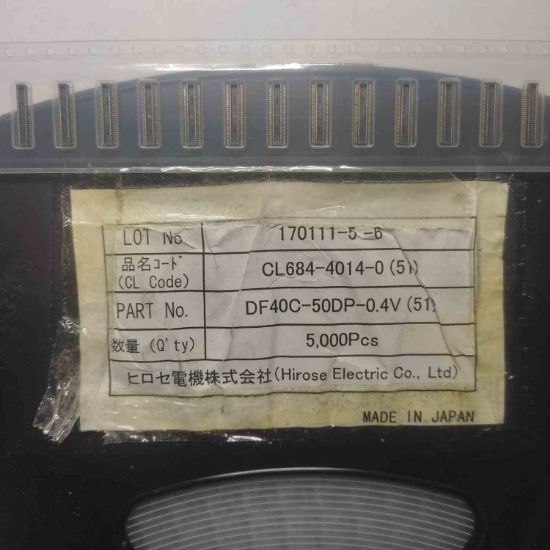 LOT No 170111-5 -6
品名ｺｰﾄﾞ
(CL Code) CL684-4014-0 (51)
PART No. DF40C-50DP-0.4V (51)
数量 (Q'ty) 5,000Pcs
ヒロセ電機株式会社(Hirose Electric Co., Ltd)
MADE IN JAPAN